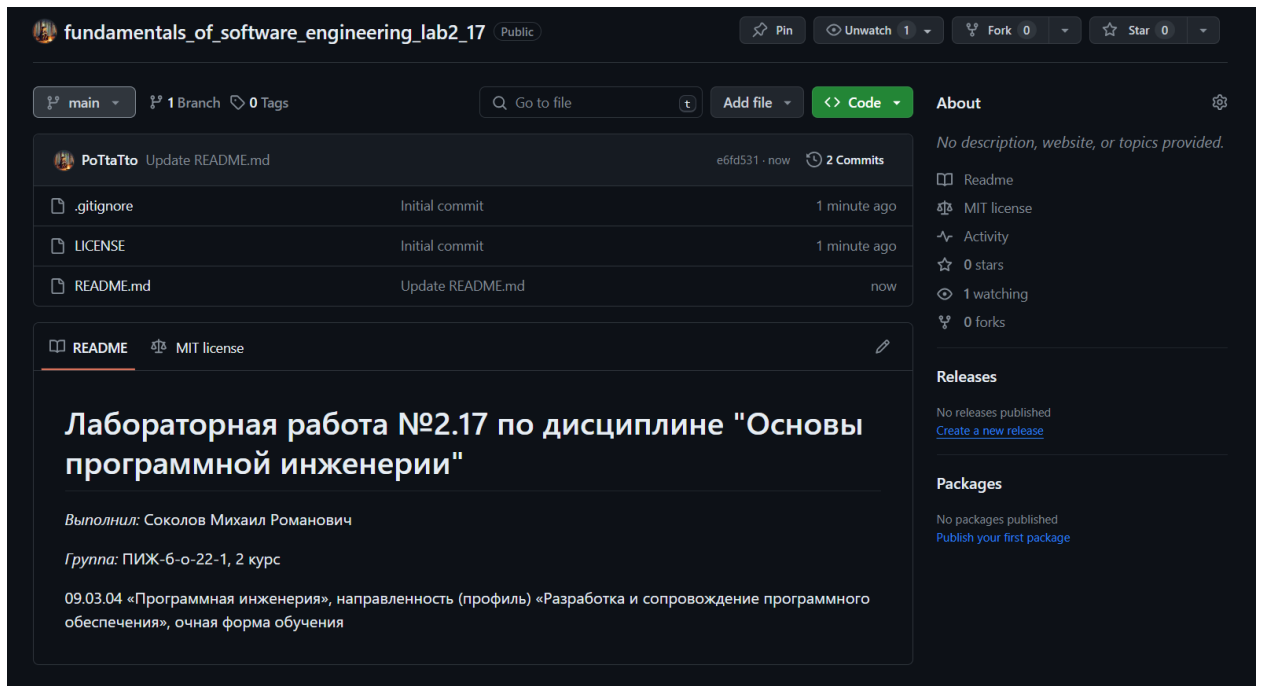 fundamentals_of_software_engineering_lab2_17 Public Pin Unwatch 1 Fork 0 Star 0
main 1 Branch 0 Tags Go to file t Add file Code
PoTtaTto Update README.md e6fd531 · now 2 Commits
.gitignore Initial commit 1 minute ago
LICENSE Initial commit 1 minute ago
README.md Update README.md now
README MIT license
Лабораторная работа №2.17 по дисциплине "Основы
программной инженерии"
Выполнил: Соколов Михаил Романович
Группа: ПИЖ-б-о-22-1, 2 курс
09.03.04 «Программная инженерия», направленность (профиль) «Разработка и сопровождение программного
обеспечения», очная форма обучения
About
No description, website, or topics provided.
Readme
MIT license
Activity
0 stars
1 watching
0 forks
Releases
No releases published
Create a new release
Packages
No packages published
Publish your first package